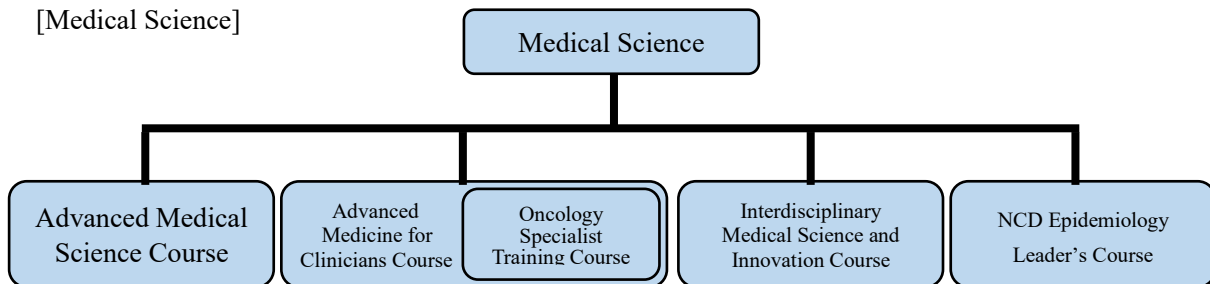 [Medical Science]
Medical Science
Advanced Medical
Science Course
Advanced
Medicine for
Clinicians Course
Oncology
Specialist
Training Course
Interdisciplinary
Medical Science and
Innovation Course
NCD Epidemiology
Leader’s Course